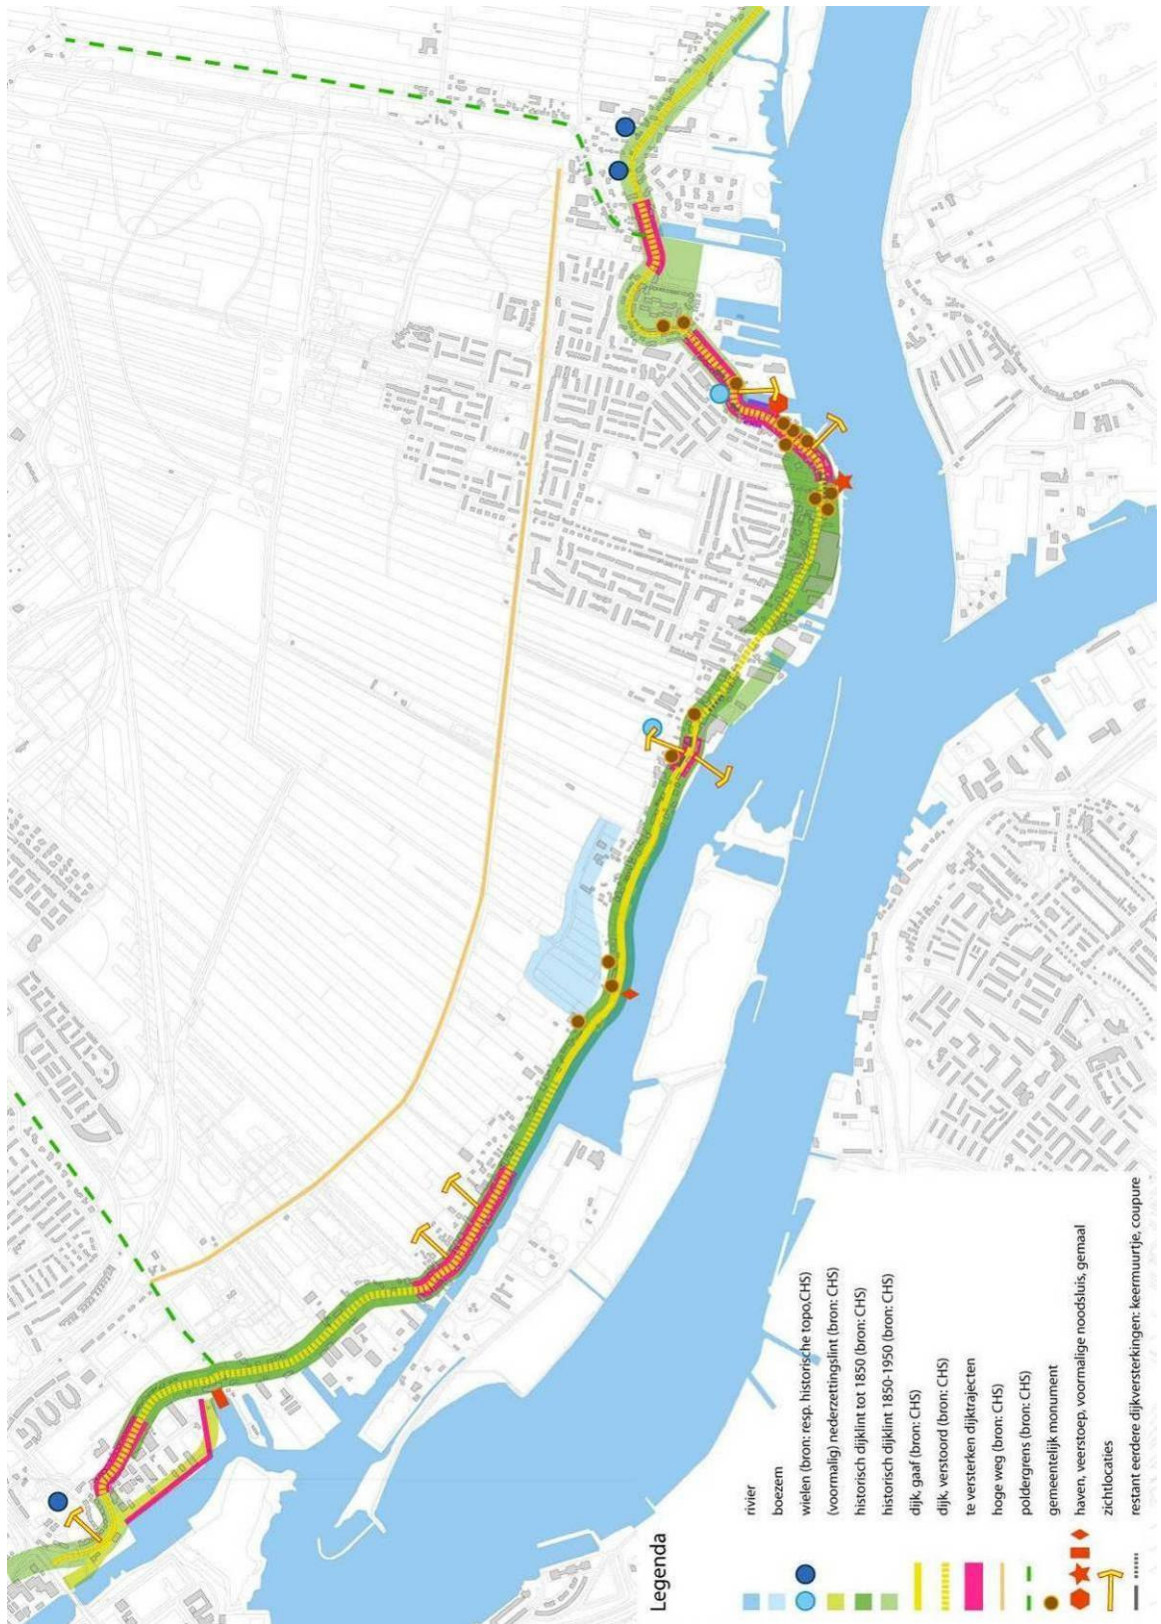 Legenda
rivier
boezem
wielen (bron: resp. historische topo,CHS)
(voormalig) nederzettingslint (bron: CHS)
historisch dijklint tot 1850 (bron: CHS)
historisch dijklint 1850-1950 (bron: CHS)
dijk, gaaf (bron: CHS)
dijk, verstoord (bron: CHS)
te versterken dijktrajecten
hoge weg (bron: CHS)
poldergrens (bron: CHS)
gemeentelijk monument
haven, veerstoep, voormalige noodsluis, gemaal
zichtlocaties
restant eerdere dijkversterkingen: keermuurtje, coupure